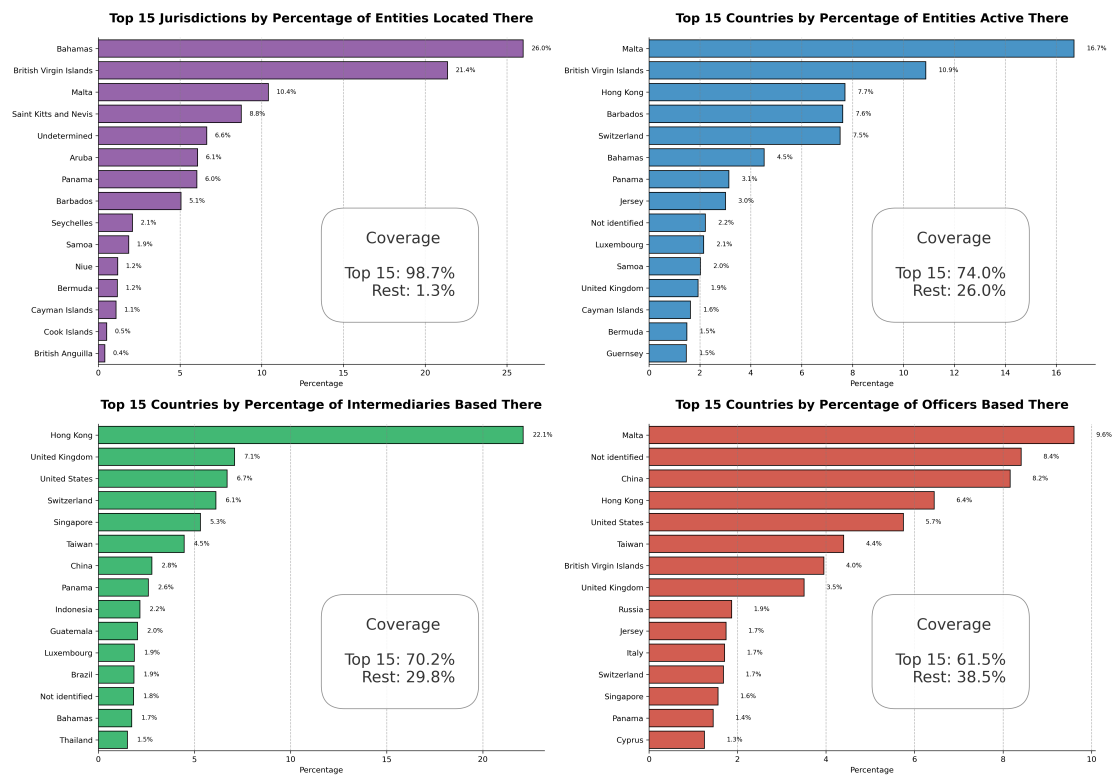 Top 15 Jurisdictions by Percentage of Entities Located There
Bahamas 26.0%
British Virgin Islands 21.4%
Malta 10.4%
Saint Kitts and Nevis 8.8%
Undetermined 6.6%
Aruba 6.1%
Panama 6.0%
Barbados 5.1%
Seychelles 2.1%
Samoa 1.9%
Niue 1.2%
Bermuda 1.2%
Cayman Islands 1.1%
Cook Islands 0.5%
British Anguilla 0.4%
Coverage
Top 15: 98.7%
Rest: 1.3%
0 5 10 15 20 25
Percentage
Top 15 Countries by Percentage of Entities Active There
Malta 16.7%
British Virgin Islands 10.9%
Hong Kong 7.7%
Barbados 7.6%
Switzerland 7.5%
Bahamas 4.5%
Panama 3.1%
Jersey 3.0%
Not identified 2.2%
Luxembourg 2.1%
Samoa 2.0%
United Kingdom 1.9%
Cayman Islands 1.6%
Bermuda 1.5%
Guernsey 1.5%
Coverage
Top 15: 74.0%
Rest: 26.0%
0 2 4 6 8 10 12 14 16
Percentage
Top 15 Countries by Percentage of Intermediaries Based There
Hong Kong 22.1%
United Kingdom 7.1%
United States 6.7%
Switzerland 6.1%
Singapore 5.3%
Taiwan 4.5%
China 2.8%
Panama 2.6%
Indonesia 2.2%
Guatemala 2.0%
Luxembourg 1.9%
Brazil 1.9%
Not identified 1.8%
Bahamas 1.7%
Thailand 1.5%
Coverage
Top 15: 70.2%
Rest: 29.8%
0 5 10 15 20
Percentage
Top 15 Countries by Percentage of Officers Based There
Malta 9.6%
Not identified 8.4%
China 8.2%
Hong Kong 6.4%
United States 5.7%
Taiwan 4.4%
British Virgin Islands 4.0%
United Kingdom 3.5%
Russia 1.9%
Jersey 1.7%
Italy 1.7%
Switzerland 1.7%
Singapore 1.6%
Panama 1.4%
Cyprus 1.3%
Coverage
Top 15: 61.5%
Rest: 38.5%
0 2 4 6 8 10
Percentage